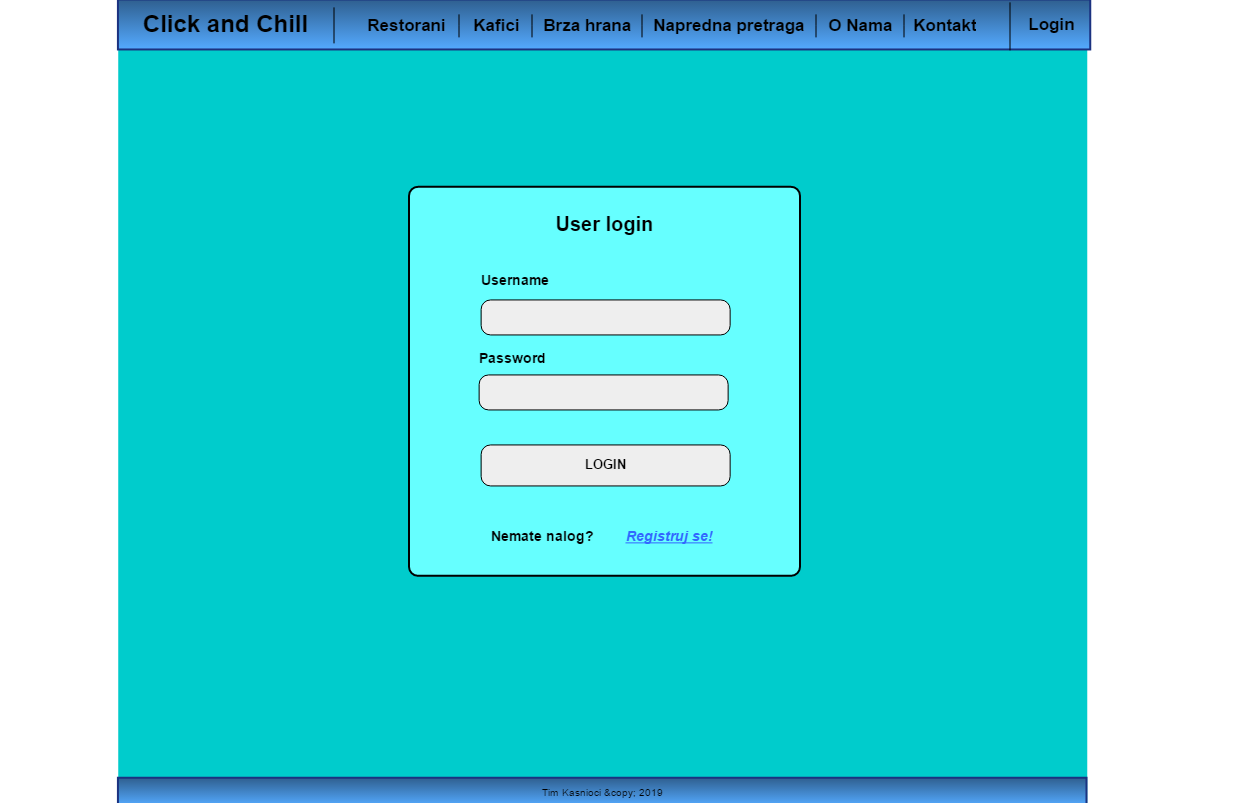 Click and Chill Restorani Kafici Brza hrana Napredna pretraga O Nama Kontakt Login
User login
Username
Password
LOGIN
Nemate nalog? Registruj se!
Tim Kasnioci &copy; 2019